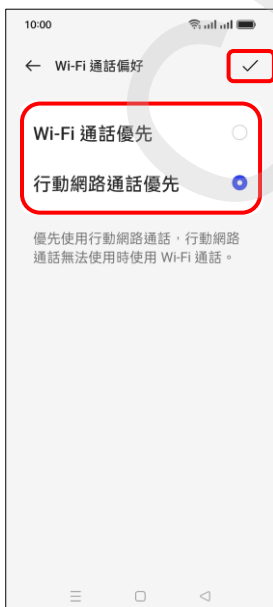 10:00
Wi-Fi 通話偏好
Wi-Fi 通話優先
行動網路通話優先
優先使用行動網路通話，行動網路
通話無法使用時使用 Wi-Fi 通話。